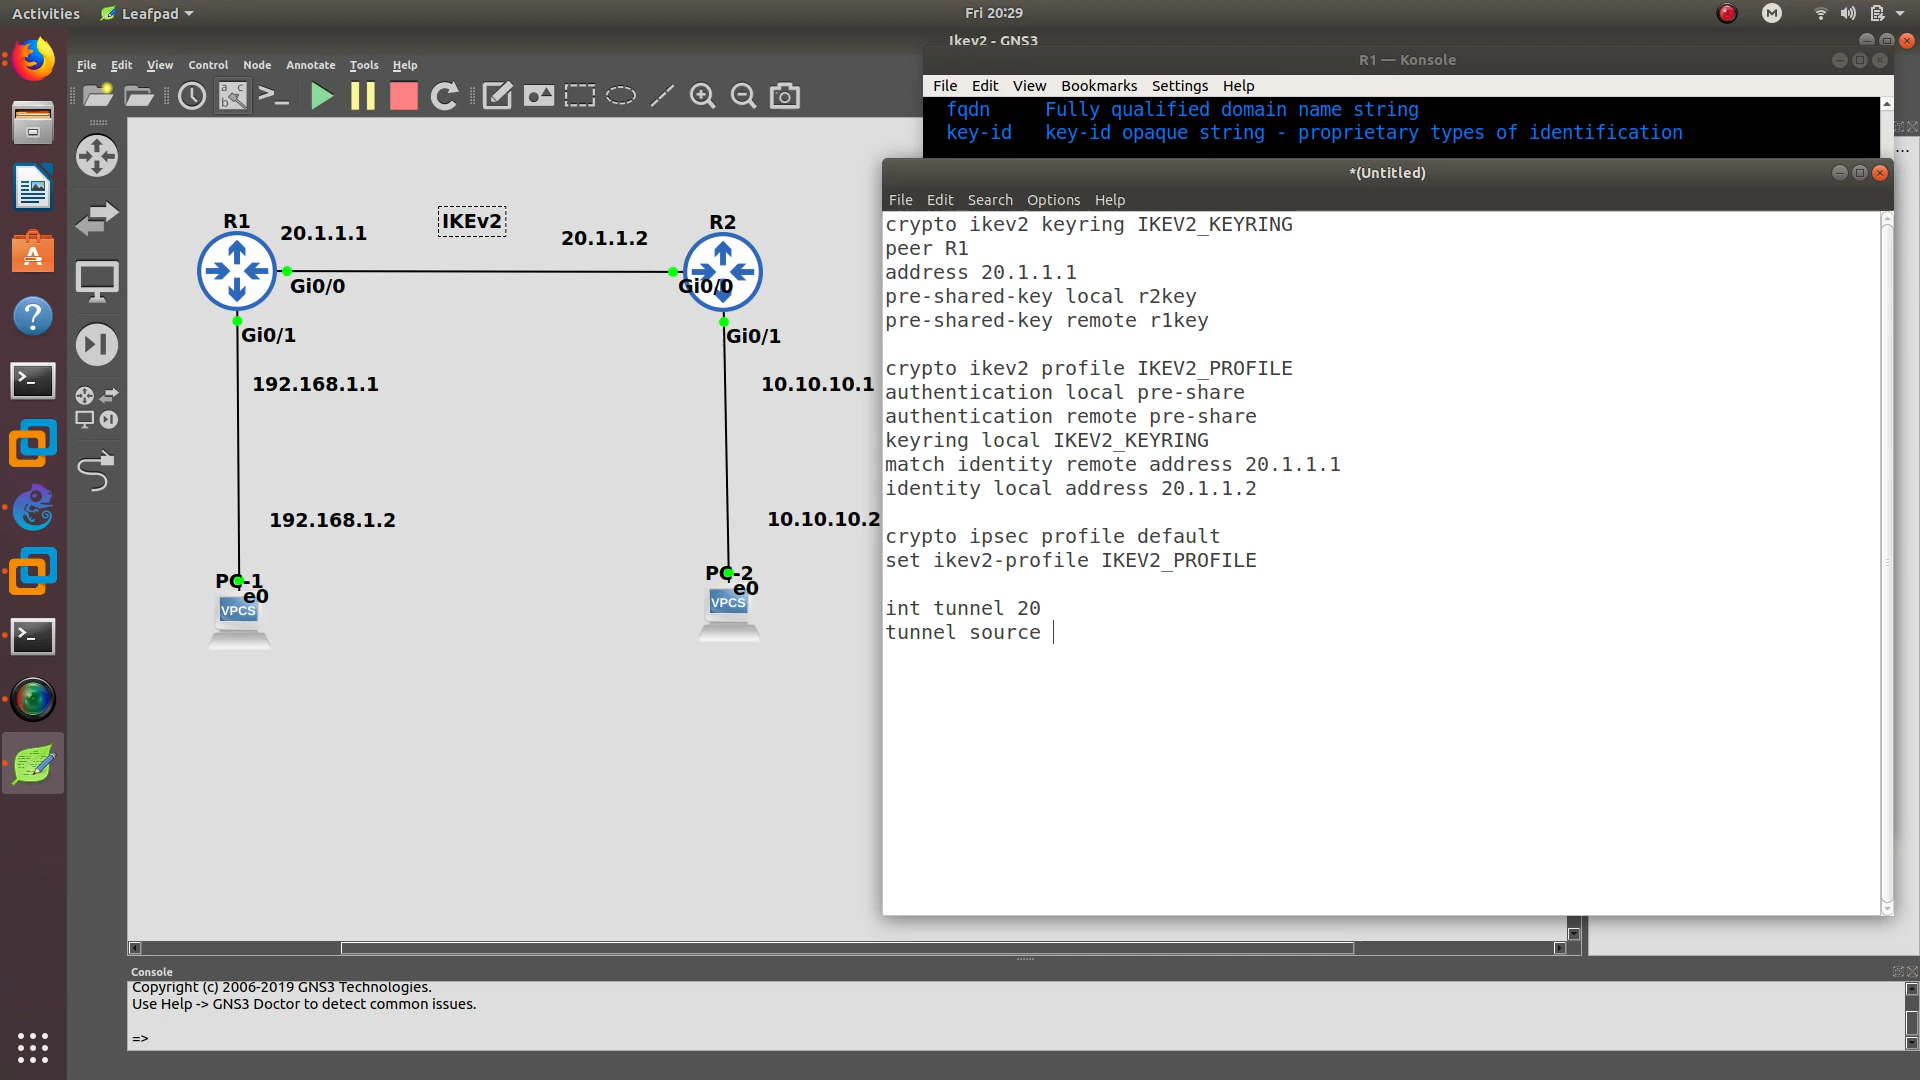 Activities
Leafpad
Fri 20:29
M
Ikev2 - GNS3
File Edit View Control Node Annotate Tools Help
R1 — Konsole
File Edit View Bookmarks Settings Help
fqdn Fully qualified domain name string
key-id key-id opaque string - proprietary types of identification
*(Untitled)
File Edit Search Options Help
crypto ikev2 keyring IKEV2_KEYRING
peer R1
address 20.1.1.1
pre-shared-key local r2key
pre-shared-key remote r1key
crypto ikev2 profile IKEV2_PROFILE
authentication local pre-share
authentication remote pre-share
keyring local IKEV2_KEYRING
match identity remote address 20.1.1.1
identity local address 20.1.1.2
crypto ipsec profile default
set ikev2-profile IKEV2_PROFILE
int tunnel 20
tunnel source
R1
20.1.1.1
IKEv2
20.1.1.2
R2
Gi0/0
Gi0/0
Gi0/1
Gi0/1
192.168.1.1
10.10.10.1
192.168.1.2
10.10.10.2
PC-1
e0
VPCS
PC-2
e0
VPCS
Console
Copyright (c) 2006-2019 GNS3 Technologies.
Use Help -> GNS3 Doctor to detect common issues.
=>